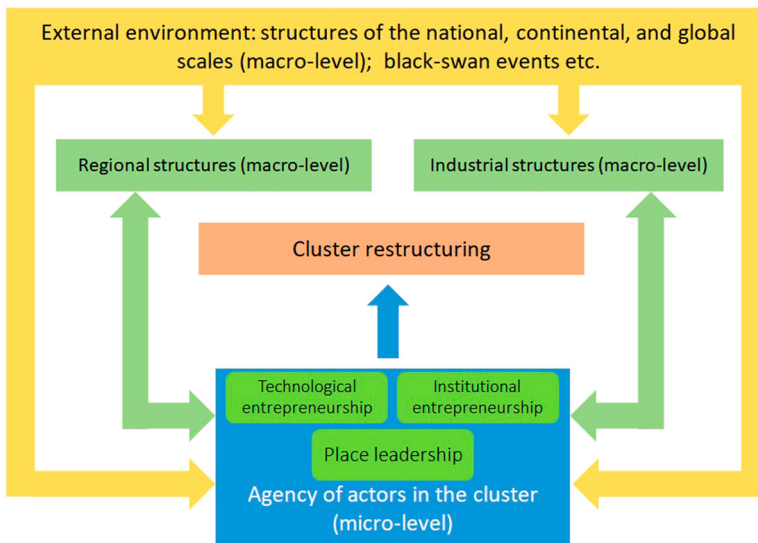 External environment: structures of the national, continental, and global
scales (macro-level); black-swan events etc.
Regional structures (macro-level)
Industrial structures (macro-level)
Cluster restructuring
Technological
entrepreneurship
Institutional
entrepreneurship
Place leadership
Agency of actors in the cluster
(micro-level)